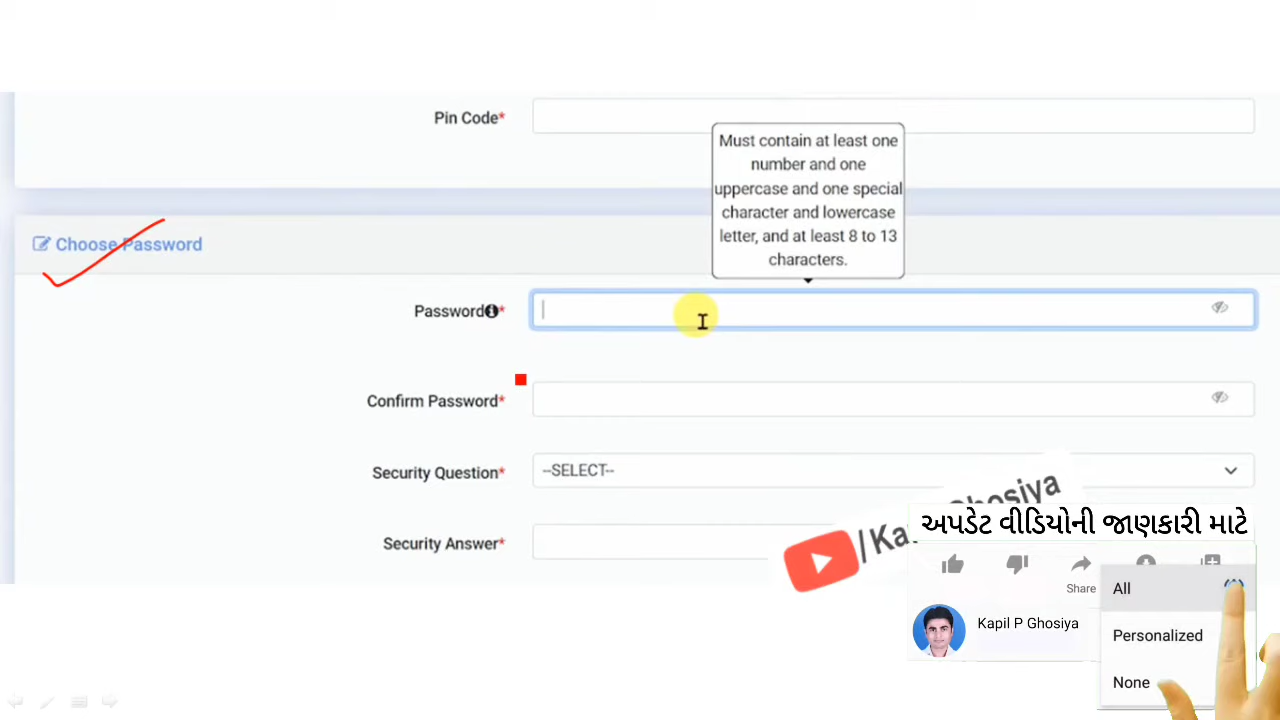 Pin Code*
Must contain at least one
number and one
uppercase and one special
character and lowercase
letter, and at least 8 to 13
characters.
Choose Password
Password*
Confirm Password*
Security Question*
--SELECT--
Security Answer*
/Ka Ghosiya
અપડેટ વીડિયોની જાણકારી માટે
Share
All
Kapil P Ghosiya
Personalized
None